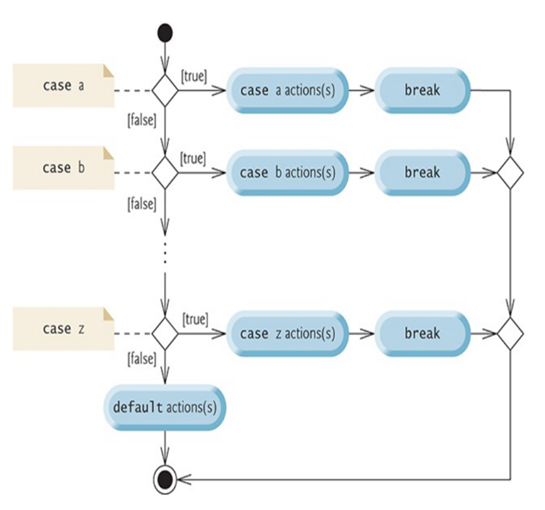 case a
[true]
case a actions(s)
break
[false]
case b
[true]
case b actions(s)
break
[false]
case z
[true]
case z actions(s)
break
[false]
default actions(s)